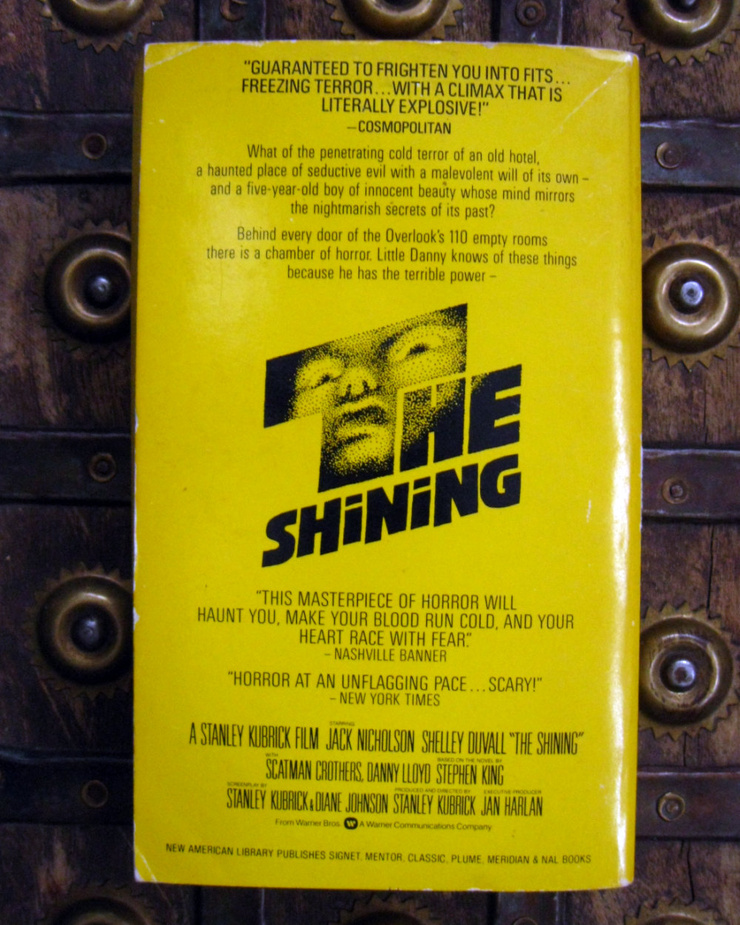 "GUARANTEED TO FRIGHTEN YOU INTO FITS...
FREEZING TERROR...WITH A CLIMAX THAT IS
LITERALLY EXPLOSIVE!"
—COSMOPOLITAN
What of the penetrating cold terror of an old hotel,
a haunted place of seductive evil with a malevolent will of its own –
and a five-year-old boy of innocent beauty whose mind mirrors
the nightmarish secrets of its past?
Behind every door of the Overlook's 110 empty rooms
there is a chamber of horror. Little Danny knows of these things
because he has the terrible power –
THE
SHiNiNG
"THIS MASTERPIECE OF HORROR WILL
HAUNT YOU, MAKE YOUR BLOOD RUN COLD, AND YOUR
HEART RACE WITH FEAR."
– NASHVILLE BANNER
"HORROR AT AN UNFLAGGING PACE...SCARY!"
– NEW YORK TIMES
STARRING
A STANLEY KUBRICK FILM JACK NICHOLSON SHELLEY DUVALL "THE SHINING"
WITH BASED ON THE NOVEL BY
SCATMAN CROTHERS, DANNY LLOYD STEPHEN KING
SCREENPLAY BY PRODUCED AND DIRECTED BY EXECUTIVE PRODUCER
STANLEY KUBRICK & DIANE JOHNSON STANLEY KUBRICK JAN HARLAN
From Warner Bros. W A Warner Communications Company
NEW AMERICAN LIBRARY PUBLISHES SIGNET, MENTOR, CLASSIC, PLUME, MERIDIAN & NAL BOOKS